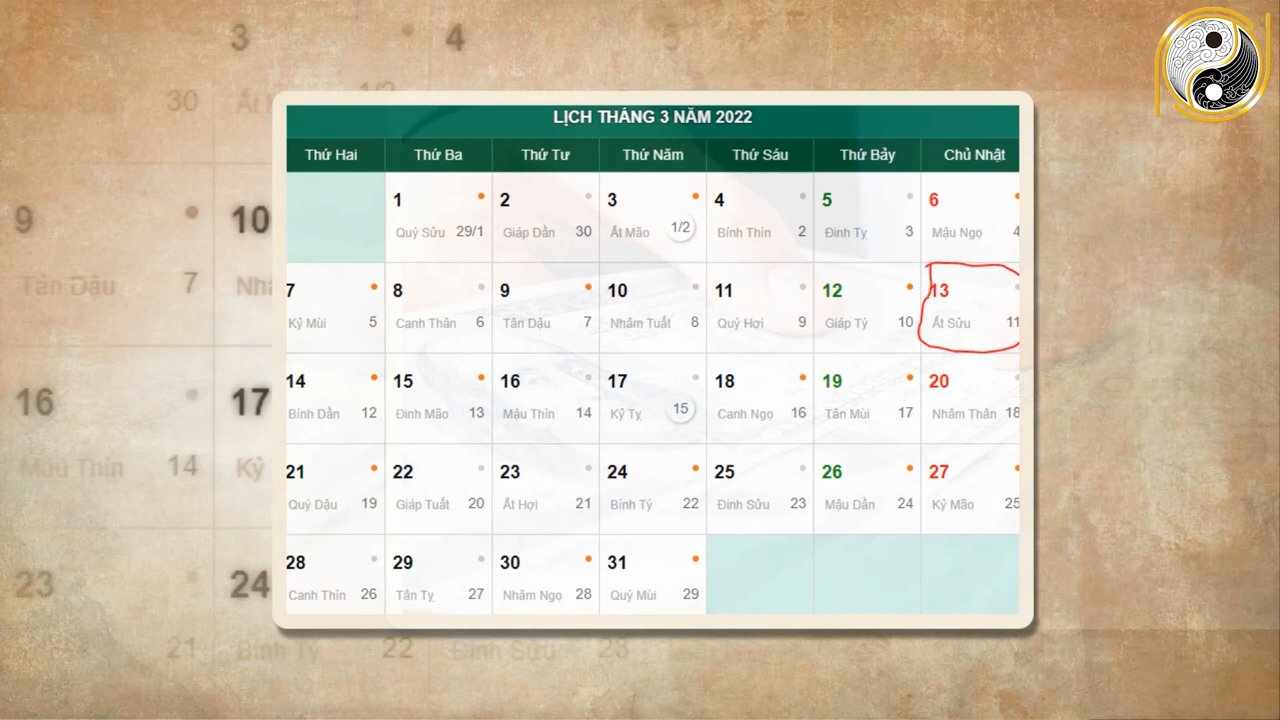 LỊCH THÁNG 3 NĂM 2022
Thứ Hai Thứ Ba Thứ Tư Thứ Năm Thứ Sáu Thứ Bảy Chủ Nhật
1 2 3 4 5 6
Quý Sửu 29/1 Giáp Dần 30 Ất Mão 1/2 Bính Thìn 2 Đinh Tỵ 3 Mậu Ngọ 4
7 8 9 10 11 12 13
Kỷ Mùi 5 Canh Thân 6 Tân Dậu 7 Nhâm Tuất 8 Quý Hợi 9 Giáp Tý 10 Ất Sửu 11
14 15 16 17 18 19 20
Bính Dần 12 Đinh Mão 13 Mậu Thìn 14 Kỷ Tỵ 15 Canh Ngọ 16 Tân Mùi 17 Nhâm Thân 18
21 22 23 24 25 26 27
Quý Dậu 19 Giáp Tuất 20 Ất Hợi 21 Bính Tý 22 Đinh Sửu 23 Mậu Dần 24 Kỷ Mão 25
28 29 30 31
Canh Thìn 26 Tân Tỵ 27 Nhâm Ngọ 28 Quý Mùi 29
3 4 5
30 1/2
9 10
Tân Dậu 7
16 17
Mậu Thìn 14 Kỷ
23 24
21 Bính Tý 22 Đinh Sửu 23